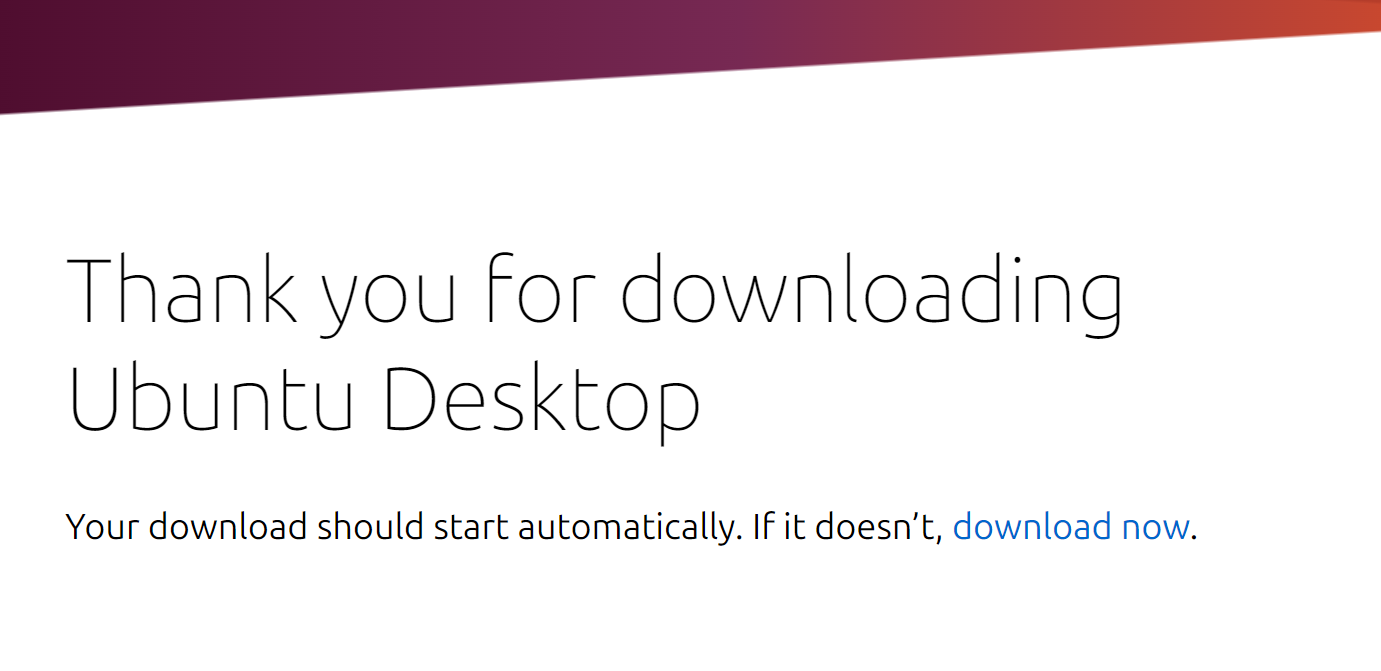 Thank you for downloading
Ubuntu Desktop
Your download should start automatically. If it doesn’t, download now.